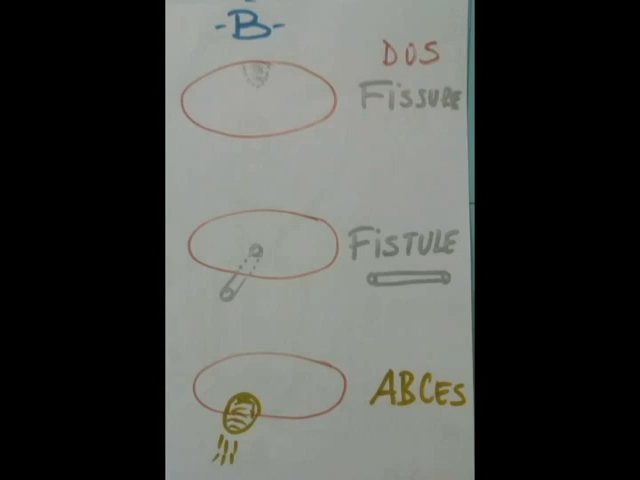 -B-
DOS
FiSSURE
FiSTULE
ABCES